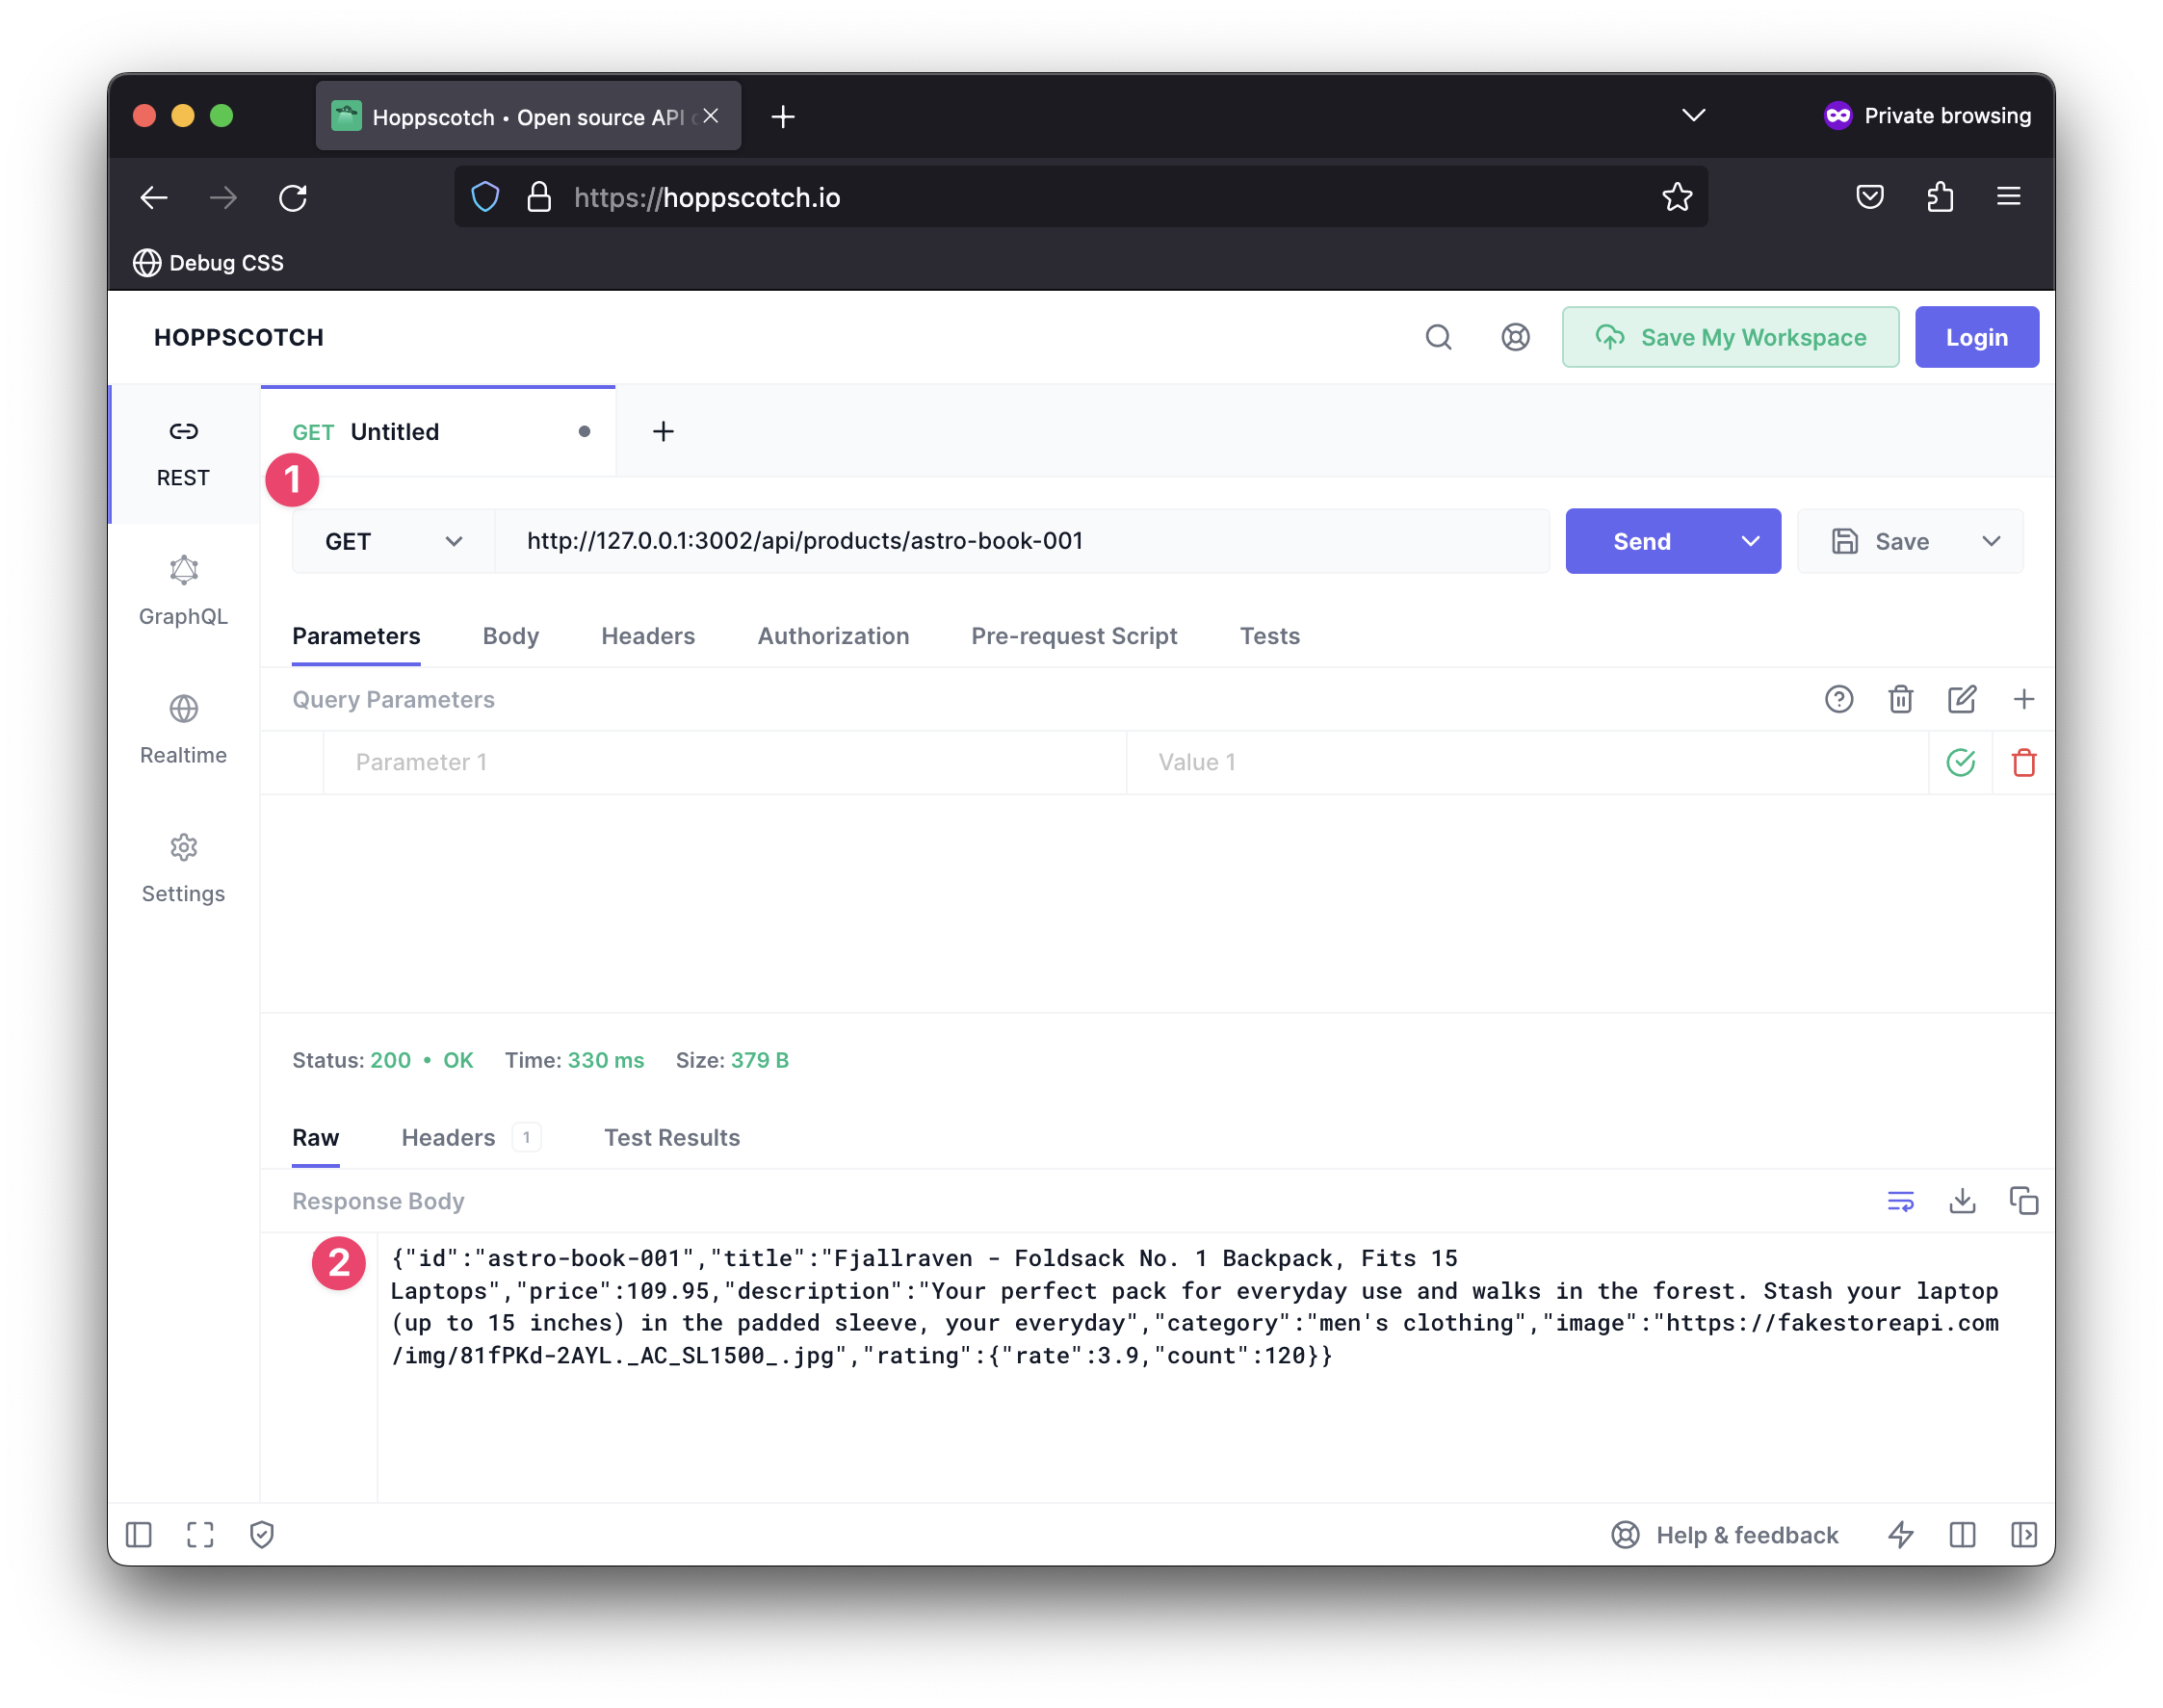 Hoppscotch • Open source API
Private browsing
https://hoppscotch.io
Debug CSS
HOPPSCOTCH
Save My Workspace
Login
REST
GET Untitled
1
GET
http://127.0.0.1:3002/api/products/astro-book-001
Send
Save
GraphQL
Parameters Body Headers Authorization Pre-request Script Tests
Query Parameters
Realtime
Parameter 1 Value 1
Settings
Status: 200 • OK Time: 330 ms Size: 379 B
Raw Headers 1 Test Results
Response Body
2
{"id":"astro-book-001","title":"Fjallraven - Foldsack No. 1 Backpack, Fits 15
Laptops","price":109.95,"description":"Your perfect pack for everyday use and walks in the forest. Stash your laptop
(up to 15 inches) in the padded sleeve, your everyday","category":"men's clothing","image":"https://fakestoreapi.com
/img/81fPKd-2AYL._AC_SL1500_.jpg","rating":{"rate":3.9,"count":120}}
Help & feedback